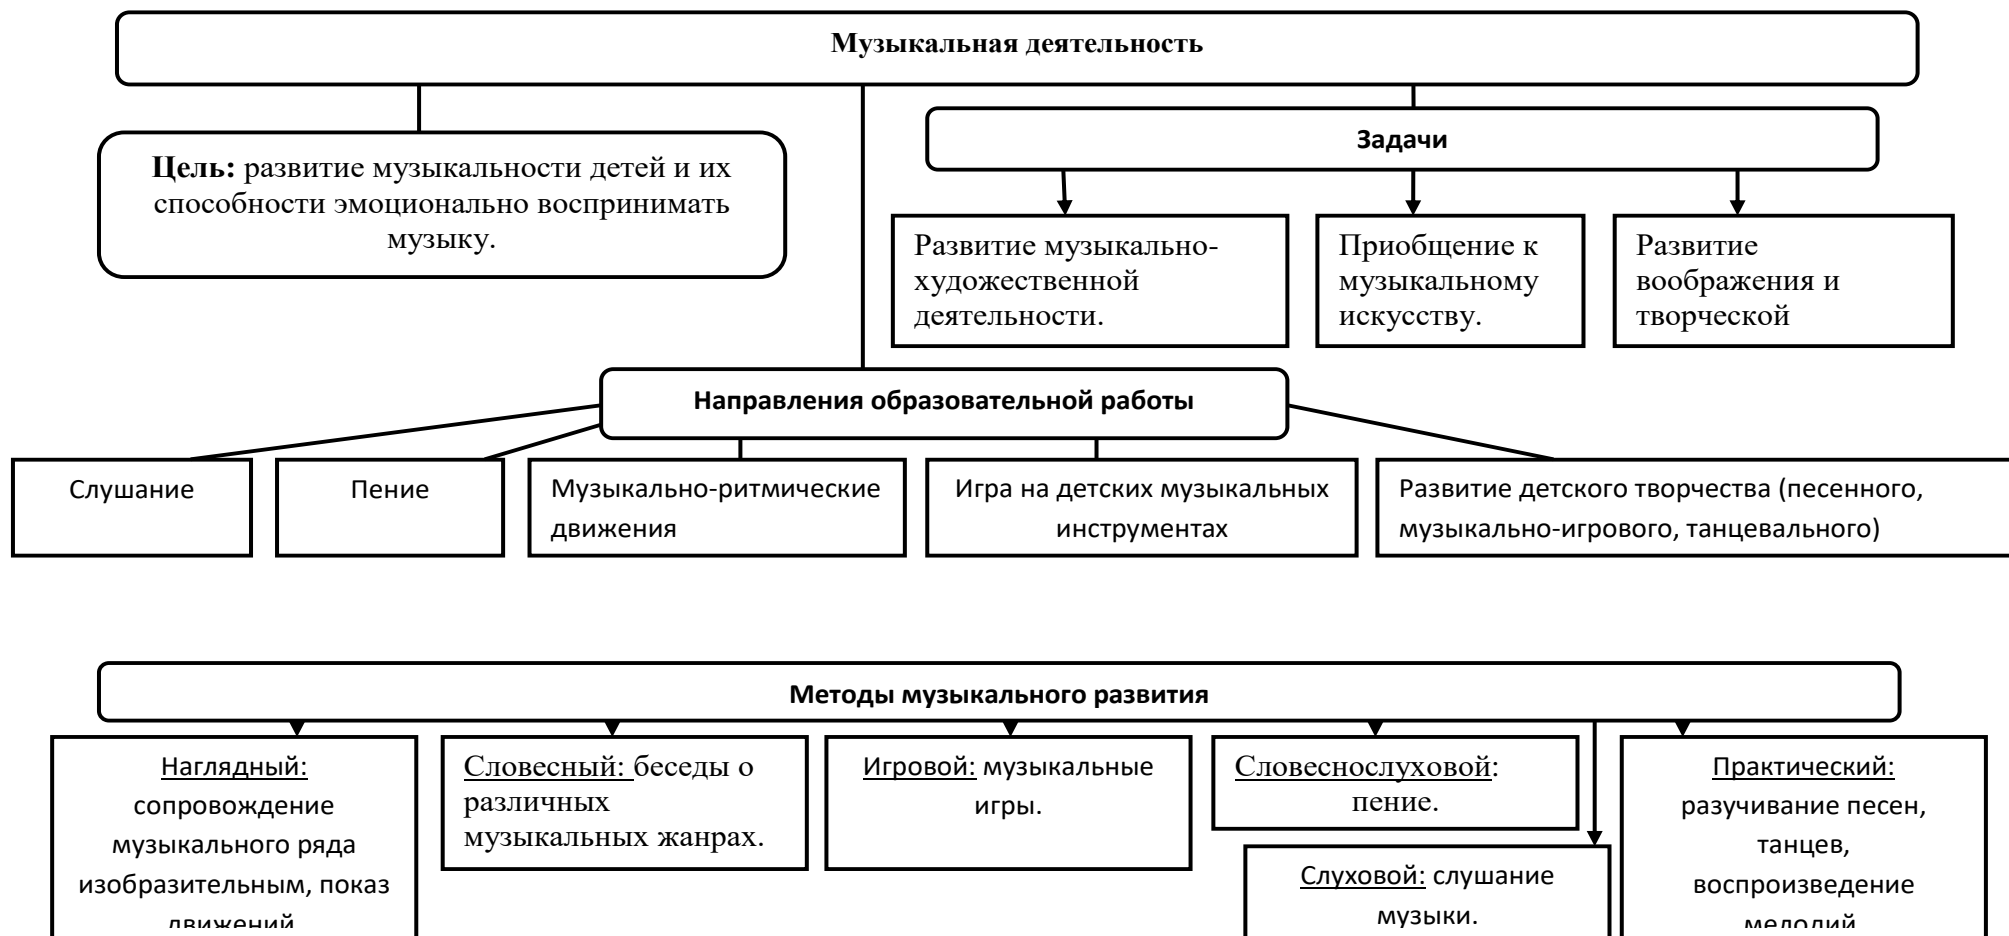 Музыкальная деятельность
Цель: развитие музыкальности детей и их
способности эмоционально воспринимать
музыку.
Задачи
Развитие музыкально-
художественной
деятельности.
Приобщение к
музыкальному
искусству.
Развитие
воображения и
творческой
Направления образовательной работы
Слушание
Пение
Музыкально-ритмические
движения
Игра на детских музыкальных
инструментах
Развитие детского творчества (песенного,
музыкально-игрового, танцевального)
Методы музыкального развития
Наглядный:
сопровождение
музыкального ряда
изобразительным, показ
движений
Словесный: беседы о
различных
музыкальных жанрах.
Игровой: музыкальные
игры.
Словеснослуховой:
пение.
Слуховой: слушание
музыки.
Практический:
разучивание песен,
танцев,
воспроизведение
мелодий